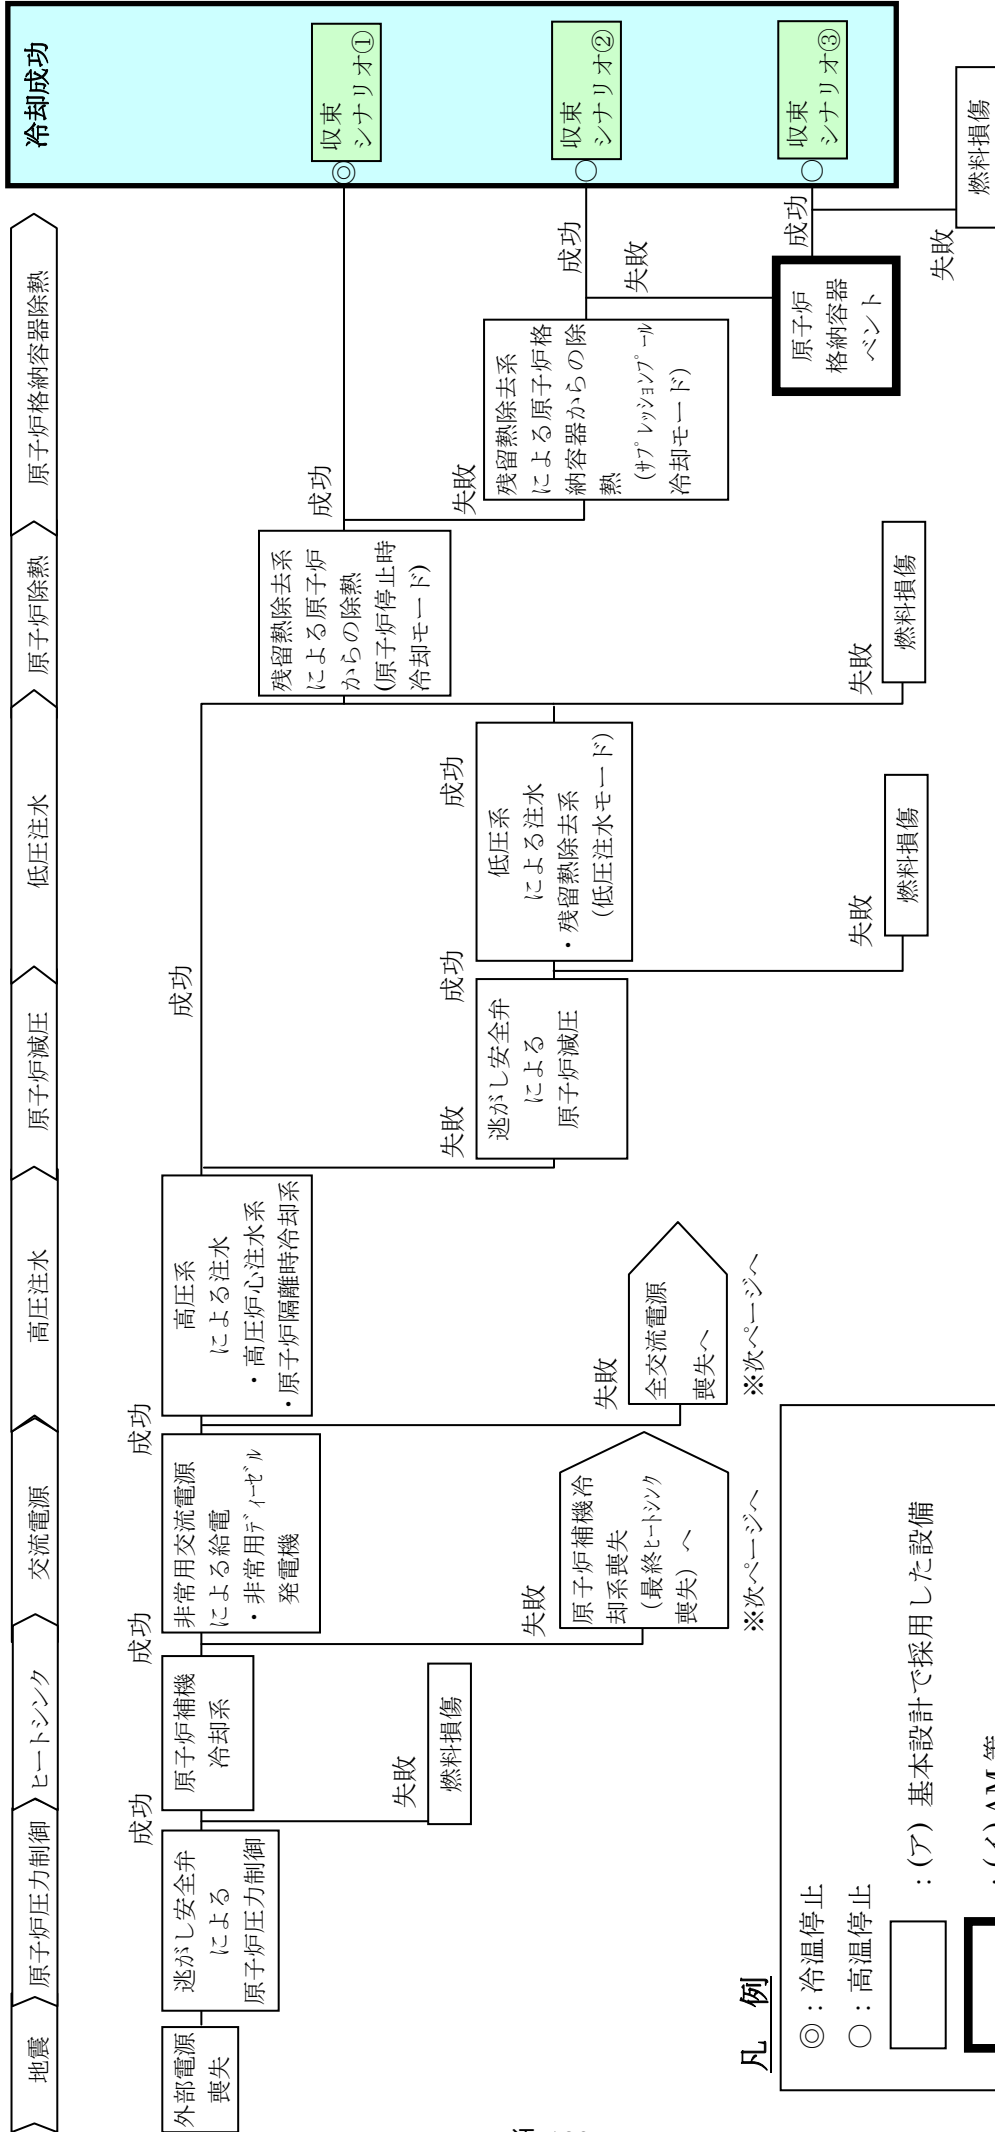 地震
原子炉圧力制御
ヒートシンク
交流電源
高圧注水
原子炉減圧
低圧注水
原子炉除熱
原子炉格納容器除熱
冷却成功
外部電源
喪失
逃がし安全弁
による
原子炉圧力制御
成功
失敗
燃料損傷
原子炉補機
冷却系
成功
失敗
原子炉補機冷
却系喪失
(最終ヒートシンク
喪失)へ
※次ページへ
非常用交流電源
による給電
・非常用ディーゼル
発電機
成功
失敗
全交流電源
喪失へ
※次ページへ
高圧系
による注水
・高圧炉心注水系
・原子炉隔離時冷却系
成功
失敗
逃がし安全弁
による
原子炉減圧
成功
失敗
燃料損傷
低圧系
による注水
・残留熱除去系
(低圧注水モード)
成功
失敗
燃料損傷
残留熱除去系
による原子炉
からの除熱
(原子炉停止時
冷却モード)
成功
失敗
残留熱除去系
による原子炉格
納容器からの除
熱
(サプレッションプール
冷却モード)
成功
失敗
原子炉
格納容器
ベント
成功
失敗
燃料損傷
◎
収束
シナリオ①
○
収束
シナリオ②
○
収束
シナリオ③
凡 例
◎:冷温停止
○:高温停止
:(ア) 基本設計で採用した設備